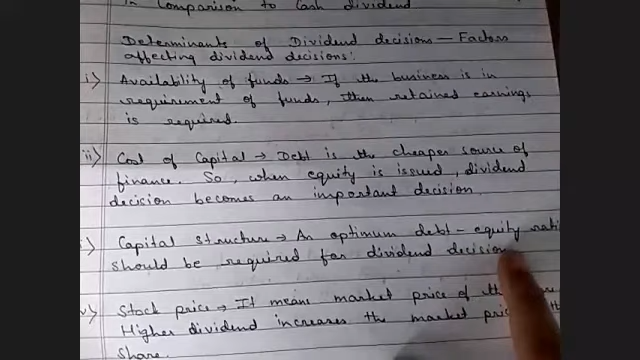 in comparison to cash dividend
Determinants of Dividend decisions — Factors
affecting dividend decisions:
i) Availability of funds → If the business is in
requirement of funds, then retained earnings
is required.
ii) Cost of Capital → Debt is the cheaper source of
finance. So, when equity is issued, dividend
decision becomes an important decision.
i) Capital structure → An optimum debt - equity rati
should be required for dividend decision
v) Stock price → It means market price of
Higher dividend increases the market
share.